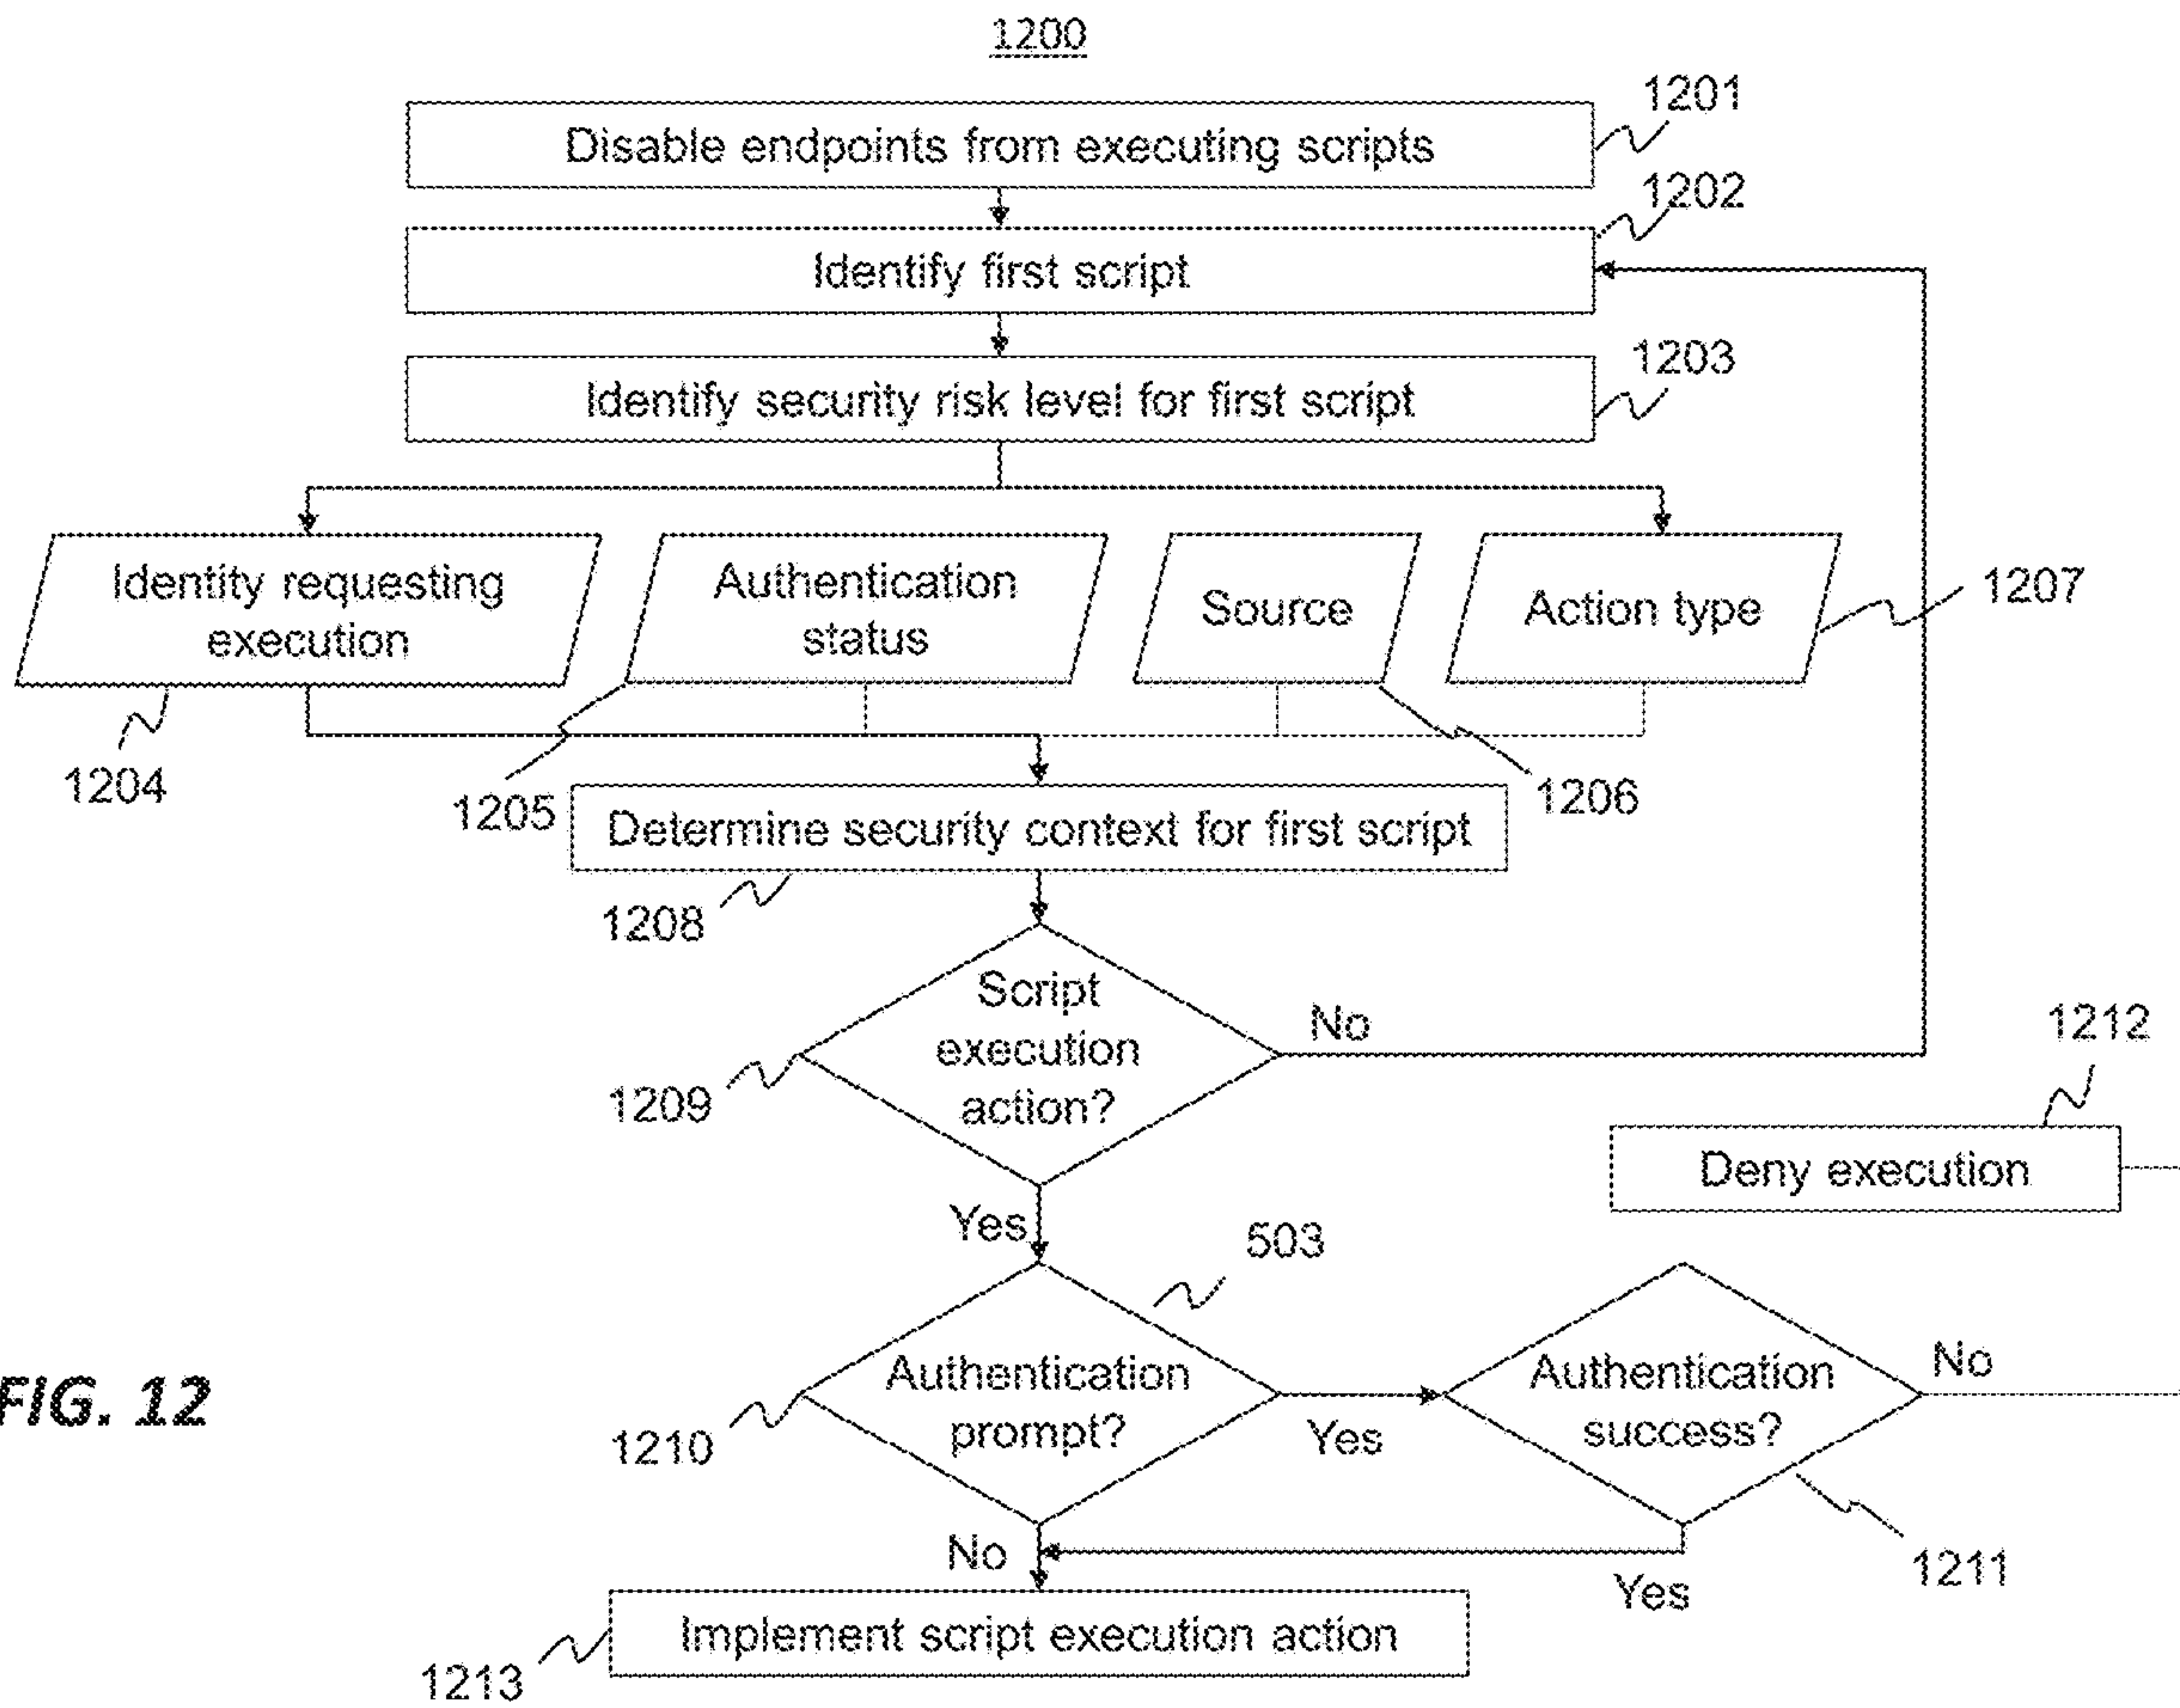 1200
Disable endpoints from executing scripts
1201
1202
Identify first script
1203
Identify security risk level for first script
Identity requesting
execution
Authentication
status
Source
Action type
1207
1204
1205
1206
Determine security context for first script
1208
Script
execution
action?
No
1209
1212
Deny execution
Yes
503
Authentication
prompt?
Yes
1210
Authentication
success?
No
FIG. 12
1211
No
Yes
Implement script execution action
1213